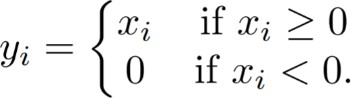 y_i = { x_i if x_i ≥ 0
0 if x_i < 0.